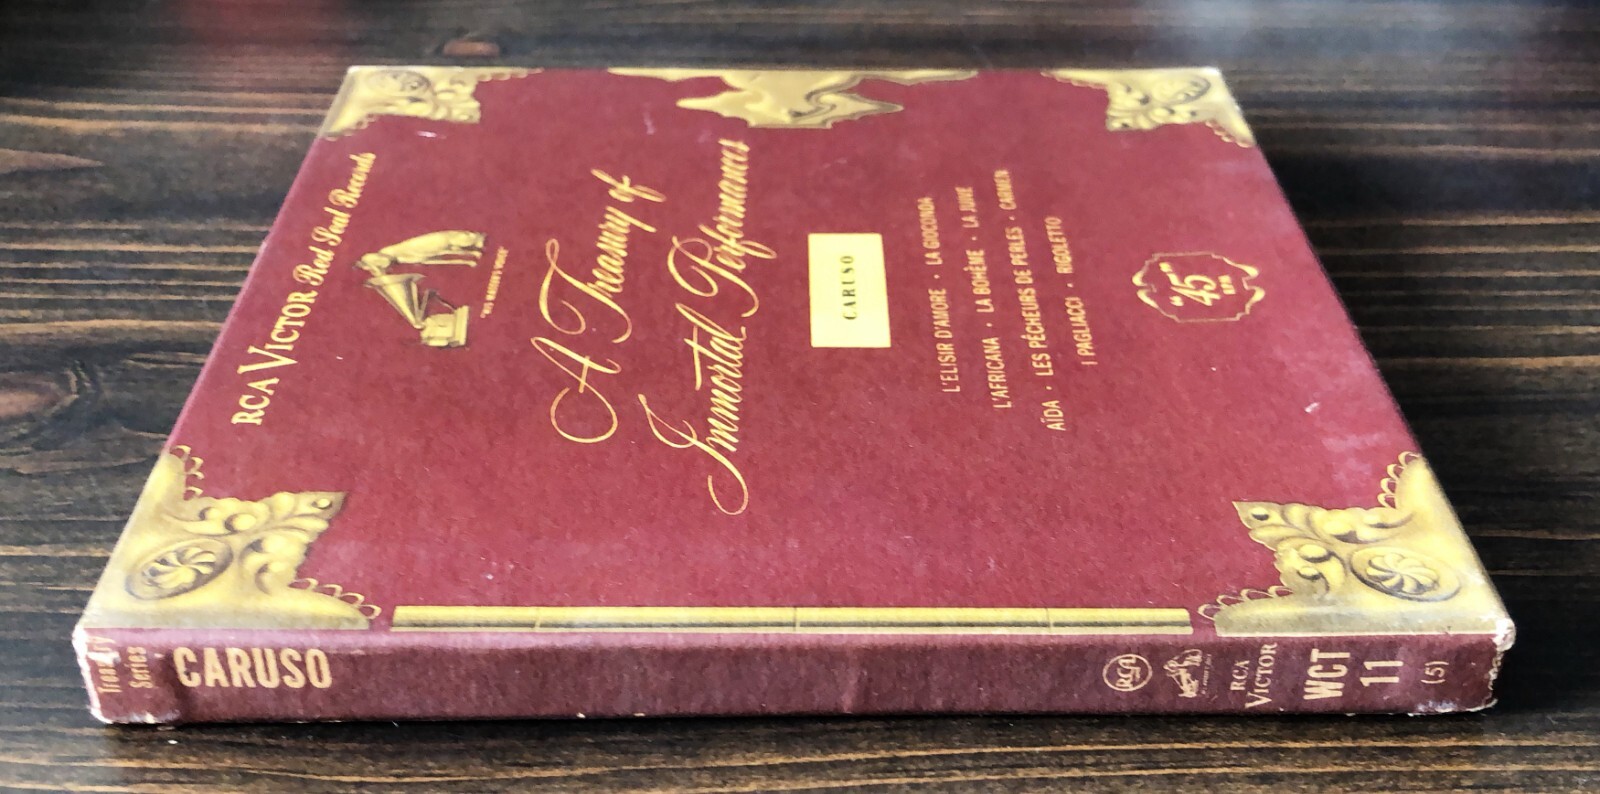 RCA VICTOR Red Seal Records
"HIS MASTER'S VOICE"
A Treasury of
Immortal Performances
CARUSO
L'ELISIR D'AMORE · LA GIOCONDA
L'AFRICANA · LA BOHÈME · LA JUIVE
AÏDA · LES PÊCHEURS DE PERLES · CARMEN
I PAGLIACCI · RIGOLETTO
45
RPM
Treasury
Series
CARUSO
RCA
RCA
VICTOR
WCT
11
(5)